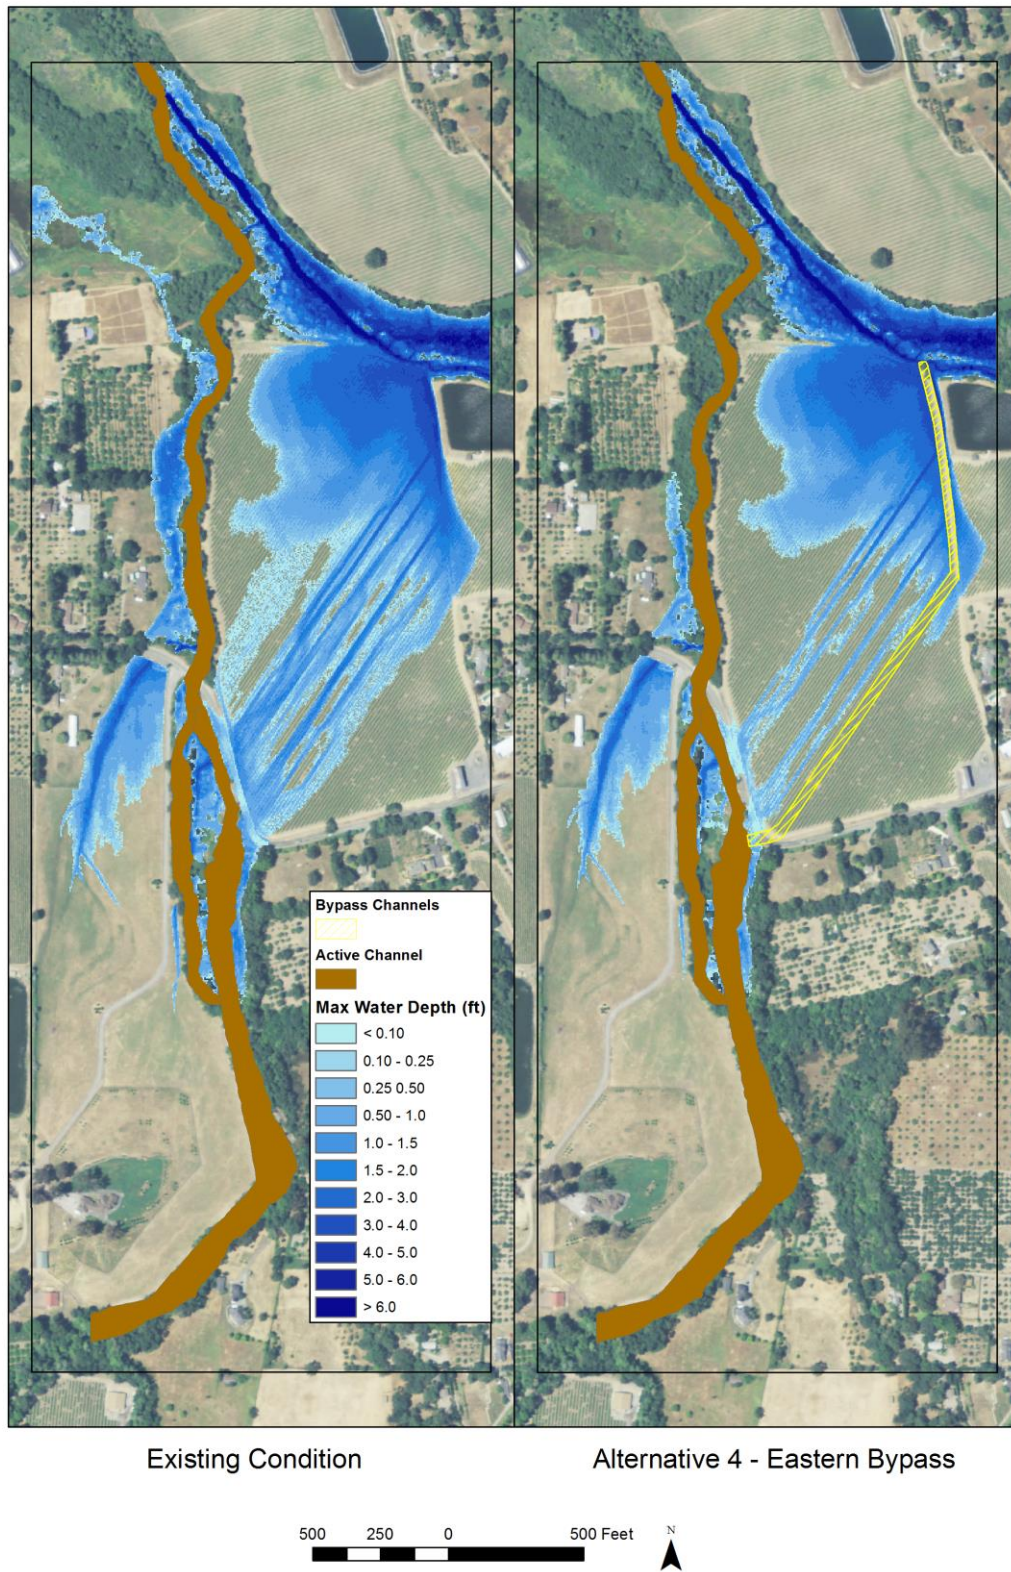 Bypass Channels
Active Channel
Max Water Depth (ft)
< 0.10
0.10 - 0.25
0.25 0.50
0.50 - 1.0
1.0 - 1.5
1.5 - 2.0
2.0 - 3.0
3.0 - 4.0
4.0 - 5.0
5.0 - 6.0
> 6.0
Existing Condition
Alternative 4 - Eastern Bypass
500 250 0 500 Feet
N